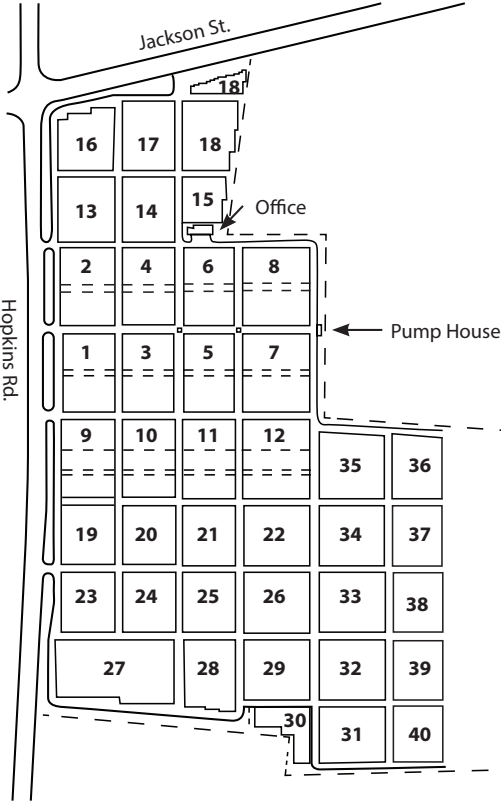 Jackson St.
18
16 17 18
13 14 15
Office
2 4 6 8
Pump House
Hopkins Rd.
1 3 5 7
9 10 11 12
35 36
19 20 21 22 34 37
23 24 25 26 33 38
27 28 29 32 39
30 31 40